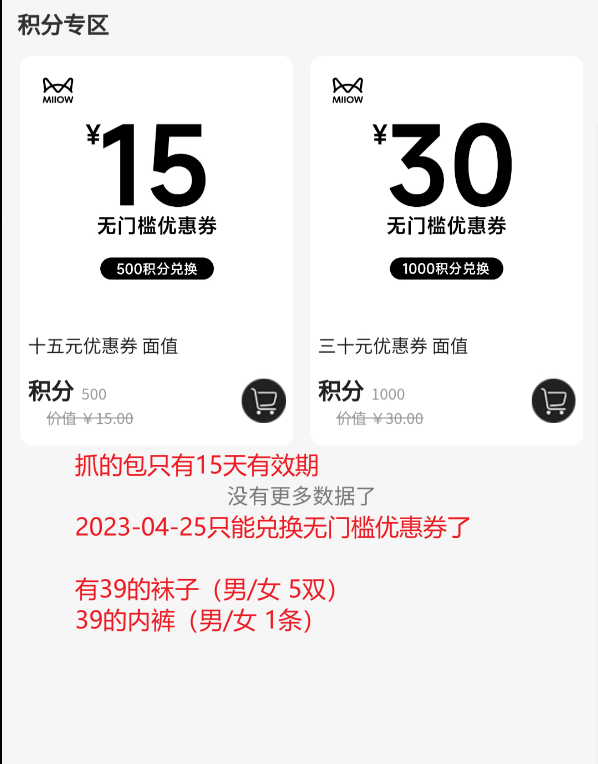 积分专区
MIIOW
¥15
无门槛优惠券
500积分兑换
十五元优惠券 面值
积分 500
价值 ￥15.00
MIIOW
¥30
无门槛优惠券
1000积分兑换
三十元优惠券 面值
积分 1000
价值 ￥30.00
抓的包只有15天有效期
没有更多数据了
2023-04-25只能兑换无门槛优惠券了
有39的袜子（男/女 5双）
39的内裤（男/女 1条）